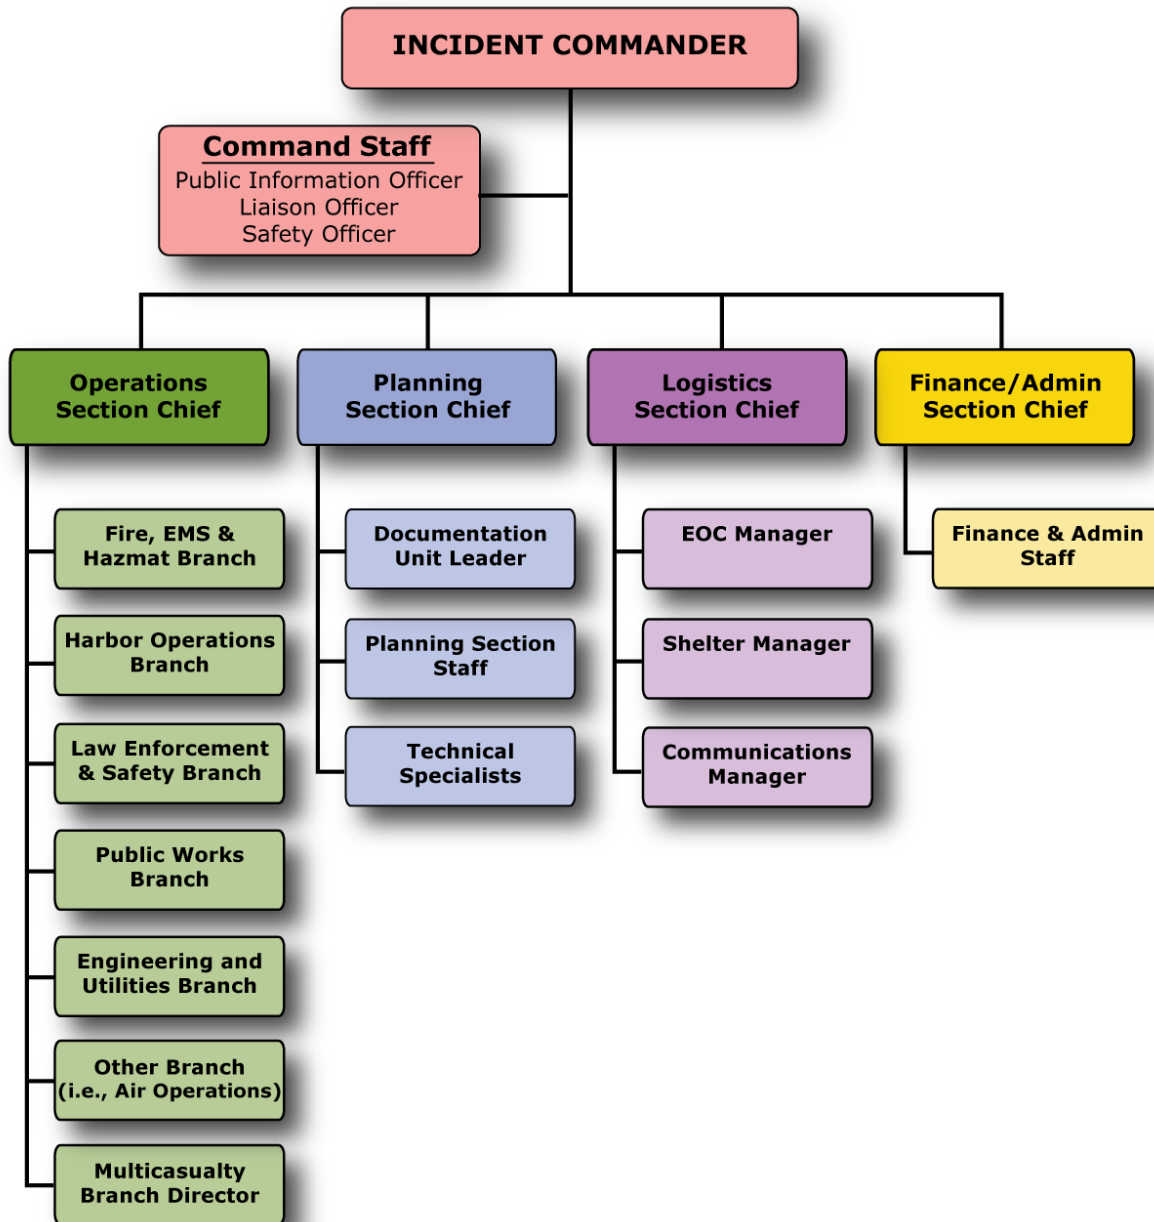 INCIDENT COMMANDER
Command Staff
Public Information Officer
Liaison Officer
Safety Officer
Operations
Section Chief
Planning
Section Chief
Logistics
Section Chief
Finance/Admin
Section Chief
Fire, EMS &
Hazmat Branch
Harbor Operations
Branch
Law Enforcement
& Safety Branch
Public Works
Branch
Engineering and
Utilities Branch
Other Branch
(i.e., Air Operations)
Multicasualty
Branch Director
Documentation
Unit Leader
Planning Section
Staff
Technical
Specialists
EOC Manager
Shelter Manager
Communications
Manager
Finance & Admin
Staff